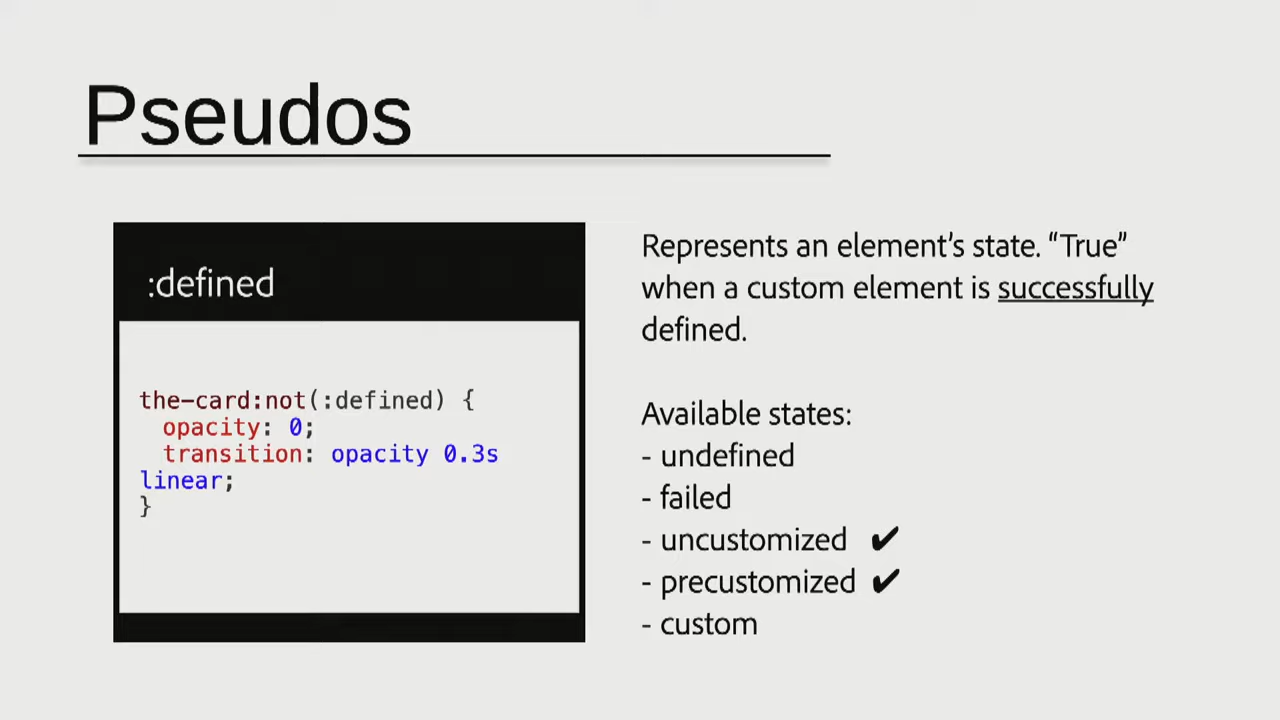 Pseudos
:defined
the-card:not(:defined) {
opacity: 0;
transition: opacity 0.3s
linear;
}
Represents an element’s state. “True”
when a custom element is successfully
defined.
Available states:
- undefined
- failed
- uncustomized ✔
- precustomized ✔
- custom